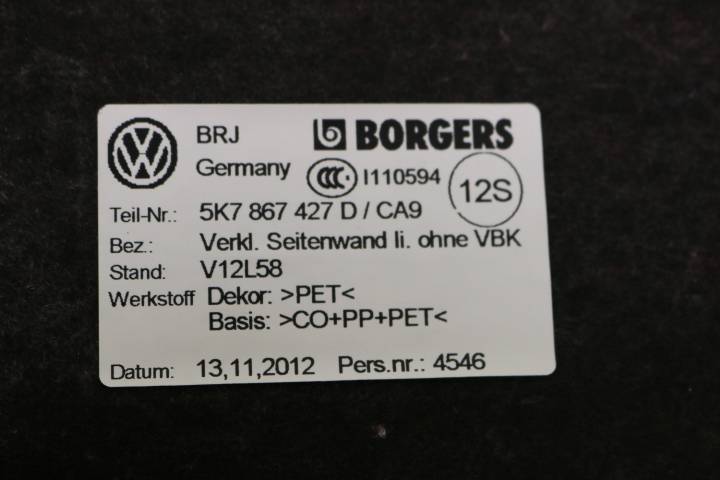 BRJ BORGERS
Germany CCC I110594 12S
Teil-Nr.: 5K7 867 427 D / CA9
Bez.: Verkl. Seitenwand li. ohne VBK
Stand: V12L58
Werkstoff Dekor: >PET<
Basis: >CO+PP+PET<
Datum: 13,11,2012 Pers.nr.: 4546